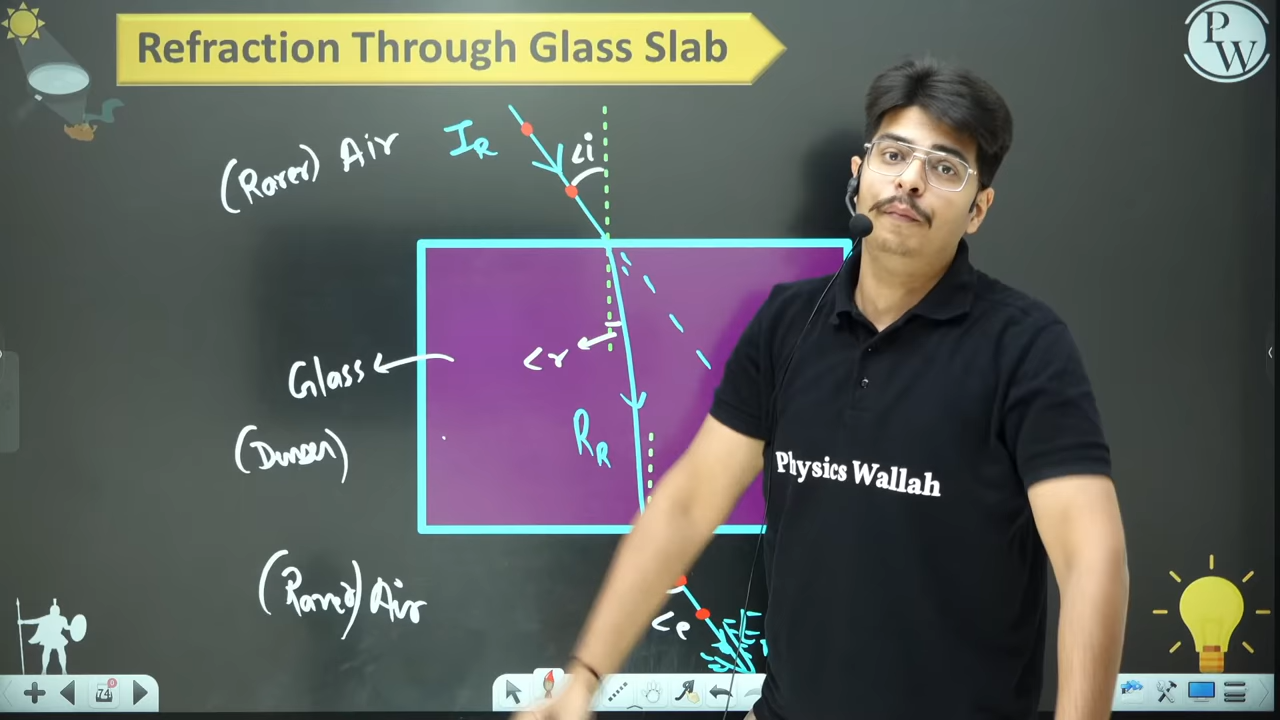 Refraction Through Glass Slab
PW
(Rarer) Air
IR
<i
Glass
<r
(Denser)
RR
Physics Wallah
(Rarer) Air
<e
74